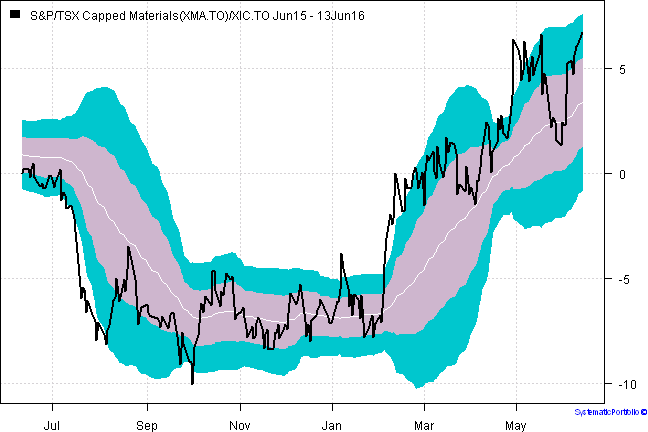 S&P/TSX Capped Materials(XMA.TO)/XIC.TO Jun15 - 13Jun16
5
0
-5
-10
Jul Sep Nov Jan Mar May
SystematicPortfolio ©